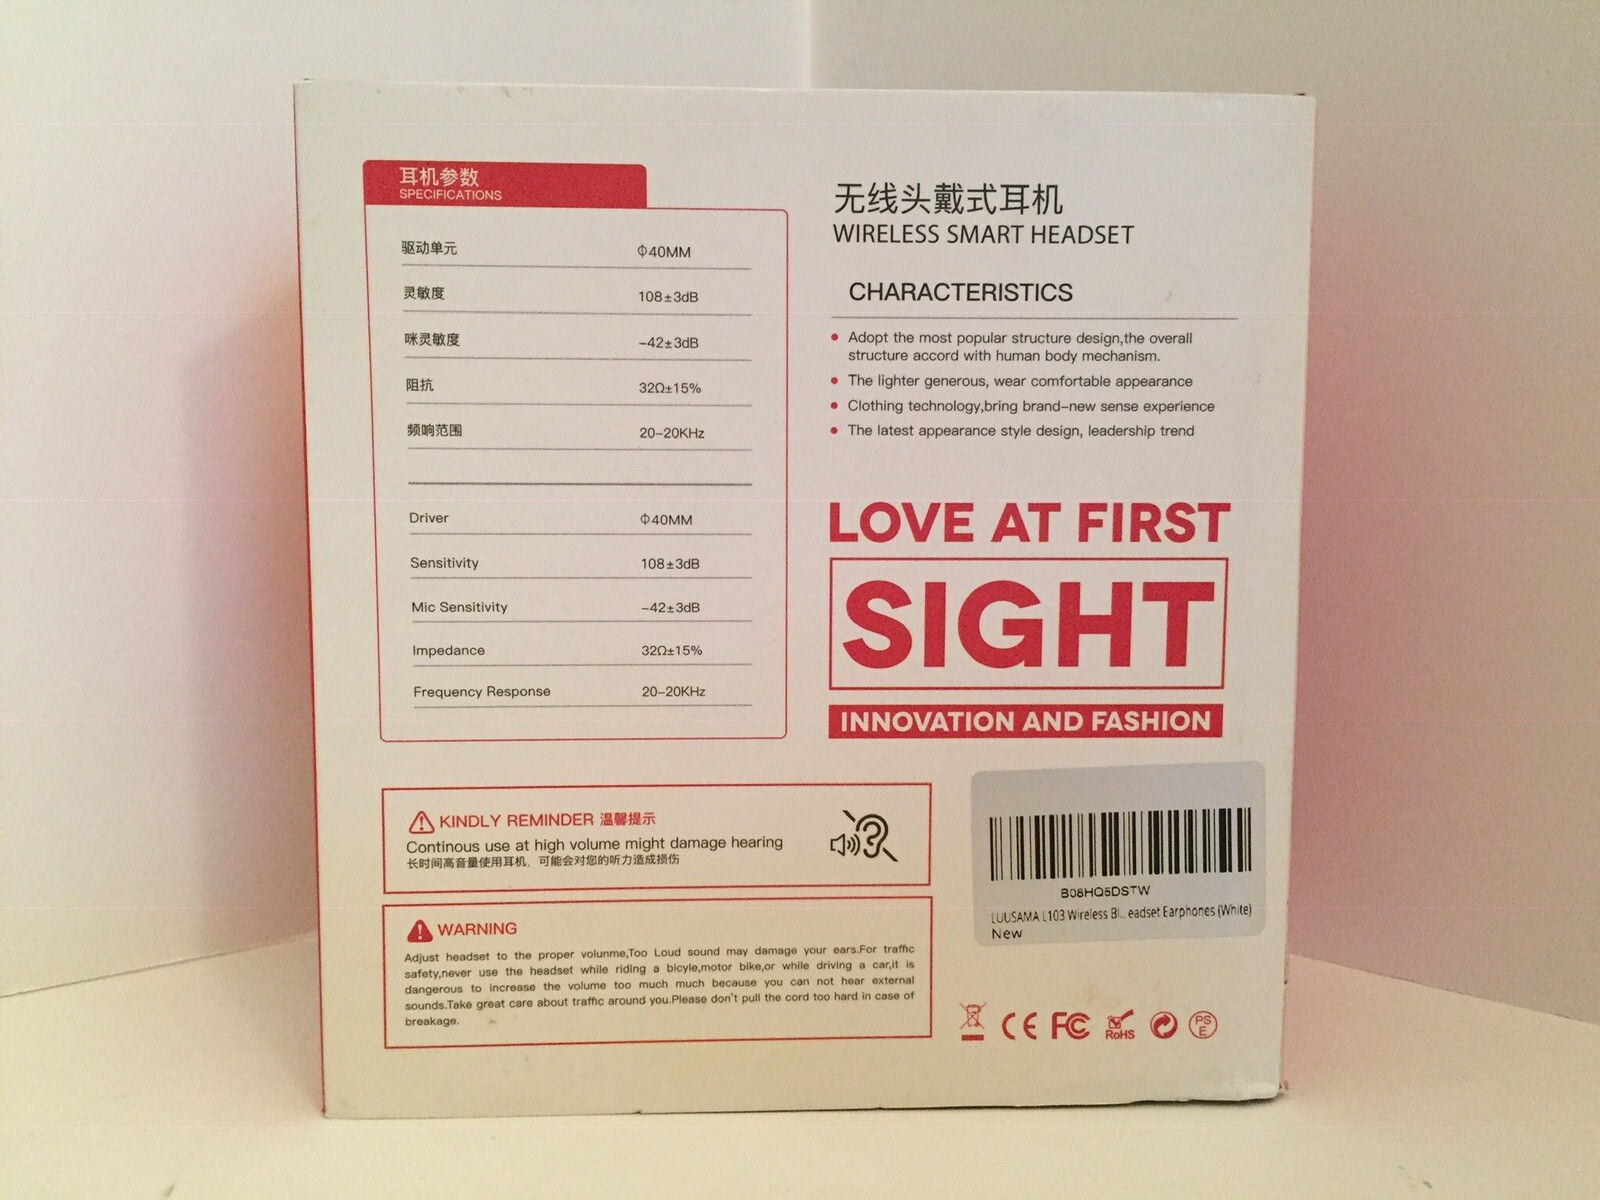 耳机参数
SPECIFICATIONS
驱动单元 Φ40MM
灵敏度 108±3dB
咪灵敏度 -42±3dB
阻抗 32Ω±15%
频响范围 20-20KHz
Driver Φ40MM
Sensitivity 108±3dB
Mic Sensitivity -42±3dB
Impedance 32Ω±15%
Frequency Response 20-20KHz
无线头戴式耳机
WIRELESS SMART HEADSET
CHARACTERISTICS
• Adopt the most popular structure design,the overall
structure accord with human body mechanism.
• The lighter generous, wear comfortable appearance
• Clothing technology,bring brand-new sense experience
• The latest appearance style design, leadership trend
LOVE AT FIRST
SIGHT
INNOVATION AND FASHION
KINDLY REMINDER 温馨提示
Continous use at high volume might damage hearing
长时间高音量使用耳机，可能会对您的听力造成损伤
WARNING
Adjust headset to the proper volunme,Too Loud sound may damage your ears.For traffic
safety,never use the headset while riding a bicyle,motor bike,or while driving a car,it is
dangerous to increase the volume too much much because you can not hear external
sounds.Take great care about traffic around you.Please don't pull the cord too hard in case of
breakage.
B08HQ5DSTW
LUUSAMA L103 Wireless Bl.. eadset Earphones (White)
New
CE FC RoHS PS
E